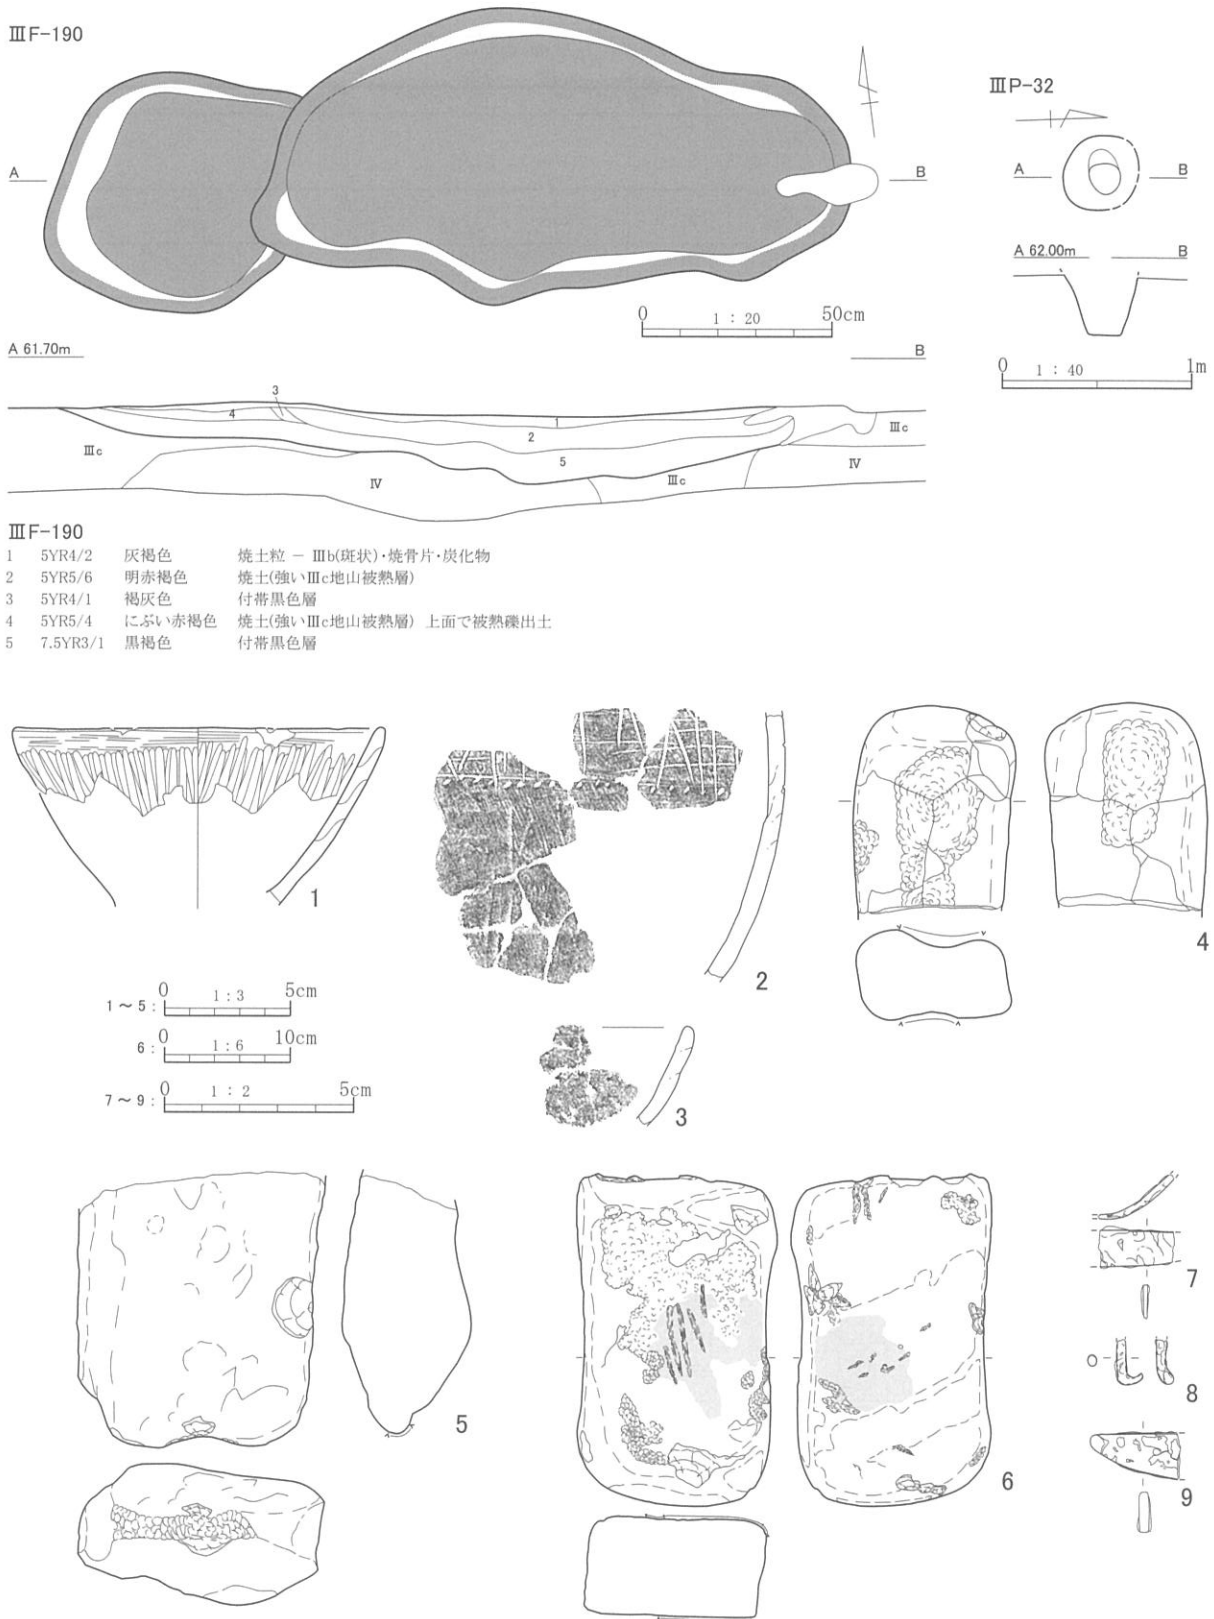 ⅢF-190
ⅢP-32
A B
A B
A 62.00m B
0 1 : 20 50cm
A 61.70m B
0 1 : 40 1m
3
4
1
2
5
Ⅲc
Ⅳ
Ⅲc
Ⅲc
Ⅳ
ⅢF-190
1 5YR4/2 灰褐色 焼土粒 － Ⅲb(斑状)・焼骨片・炭化物
2 5YR5/6 明赤褐色 焼土(強いⅢc地山被熱層)
3 5YR4/1 褐灰色 付帯黒色層
4 5YR5/4 にぶい赤褐色 焼土(強いⅢc地山被熱層) 上面で被熱礫出土
5 7.5YR3/1 黒褐色 付帯黒色層
1
2
3
4
1～5 : 0 1 : 3 5cm
6 : 0 1 : 6 10cm
7～9 : 0 1 : 2 5cm
5
6
7
8
9